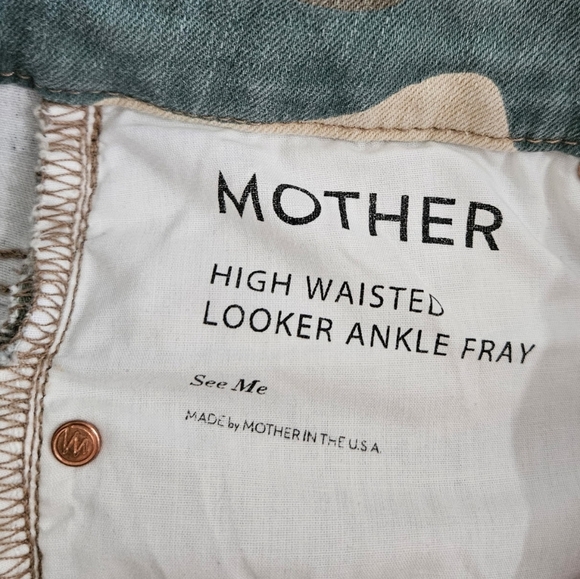 MOTHER
HIGH WAISTED
LOOKER ANKLE FRAY
See Me
MADE by MOTHER IN THE U.S.A
M